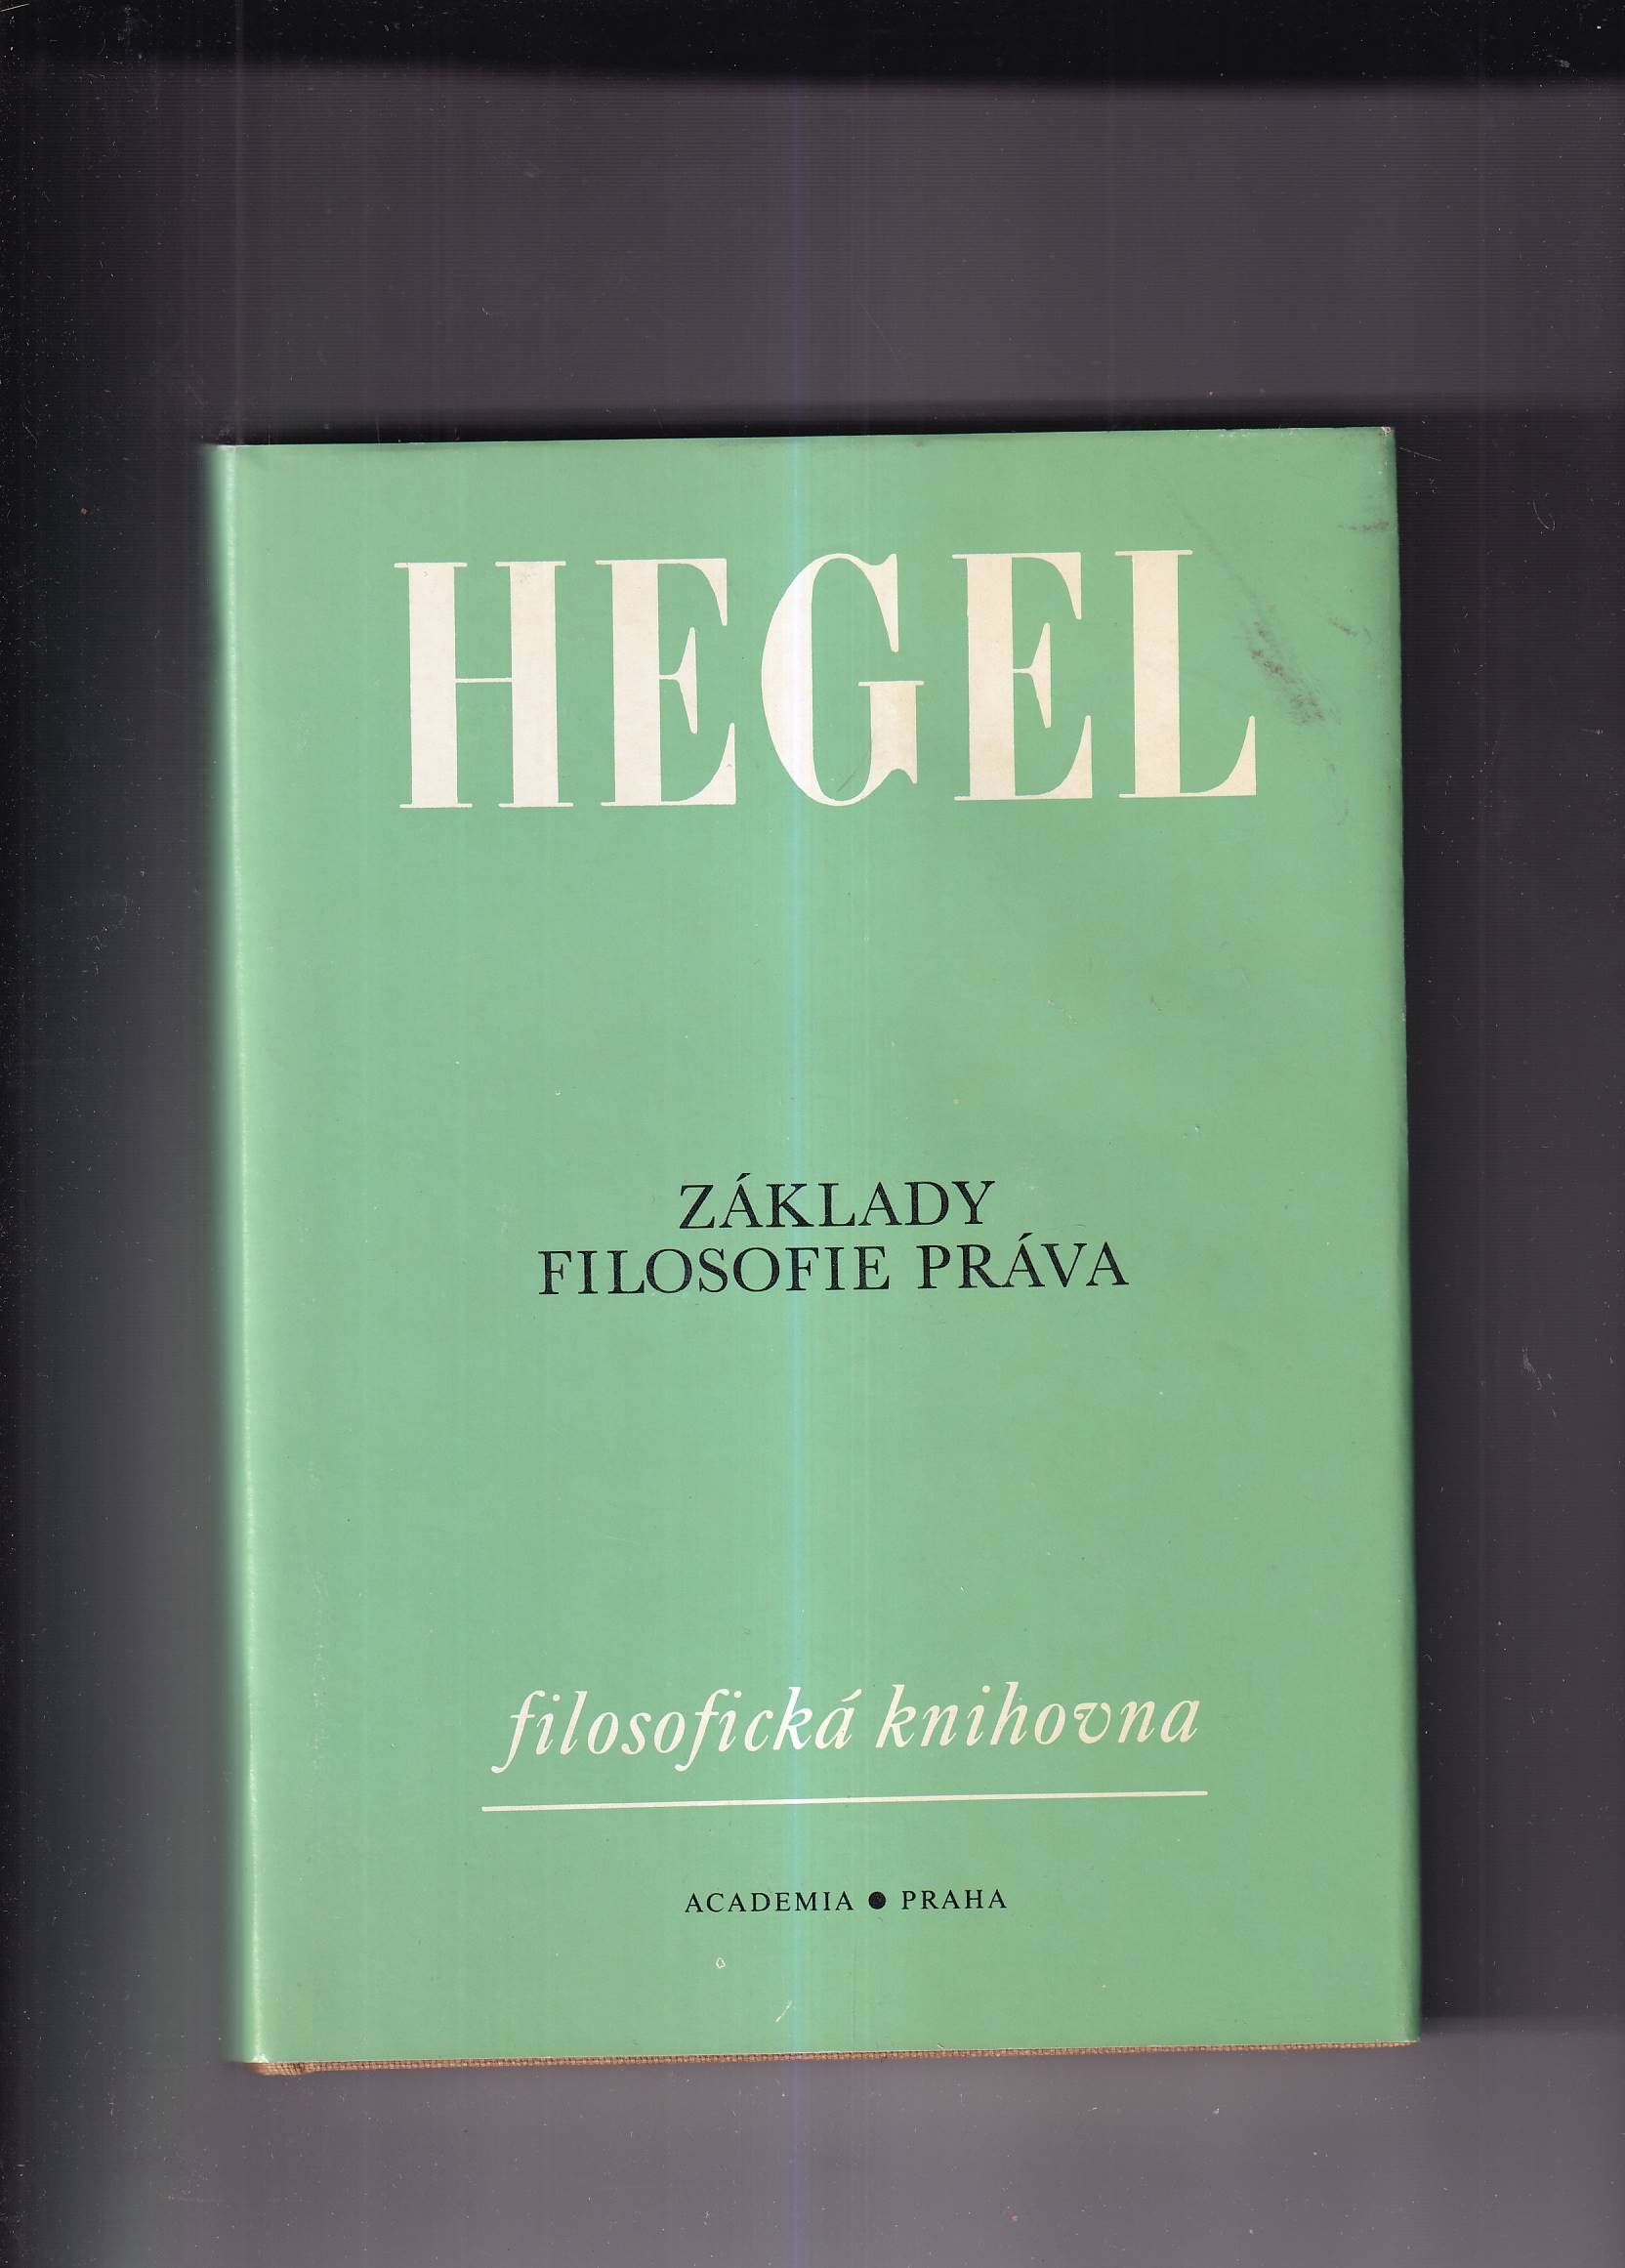 HEGEL
ZÁKLADY
FILOSOFIE PRÁVA
filosofická knihovna
ACADEMIA ● PRAHA